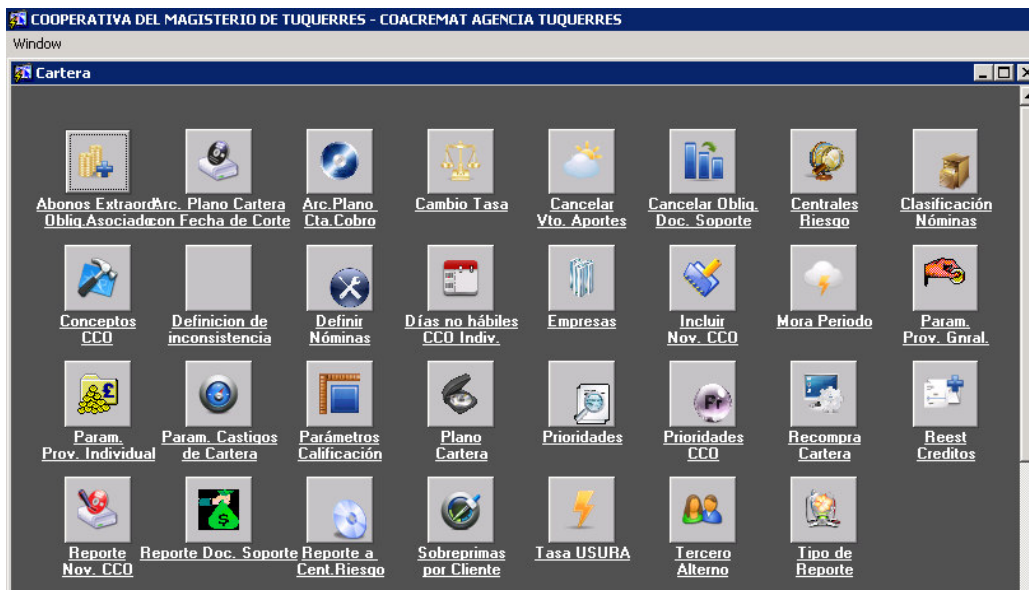 COOPERATIVA DEL MAGISTERIO DE TUQUERRES - COACREMAT AGENCIA TUQUERRES
Window
Cartera
Abonos Extraord
Obliq.Asociado
Arc. Plano Cartera
con Fecha de Corte
Arc.Plano
Cta.Cobro
Cambio Tasa
Cancelar
Vto. Aportes
Cancelar Obliq.
Doc. Soporte
Centrales
Riesgo
Clasificación
Nóminas
Conceptos
CCO
Definicion de
inconsistencia
Definir
Nóminas
Días no hábiles
CCO Indiv.
Empresas
Incluir
Nov. CCO
Mora Periodo
Param.
Prov. Gnral.
Param.
Prov. Individual
Param. Castigos
de Cartera
Parámetros
Calificación
Plano
Cartera
Prioridades
Pr
Prioridades
CCO
Recompra
Cartera
Reest
Creditos
Reporte
Nov. CCO
Reporte Doc. Soporte
Reporte a
Cent.Riesgo
Sobreprimas
por Cliente
Tasa USURA
Tercero
Alterno
Tipo de
Reporte